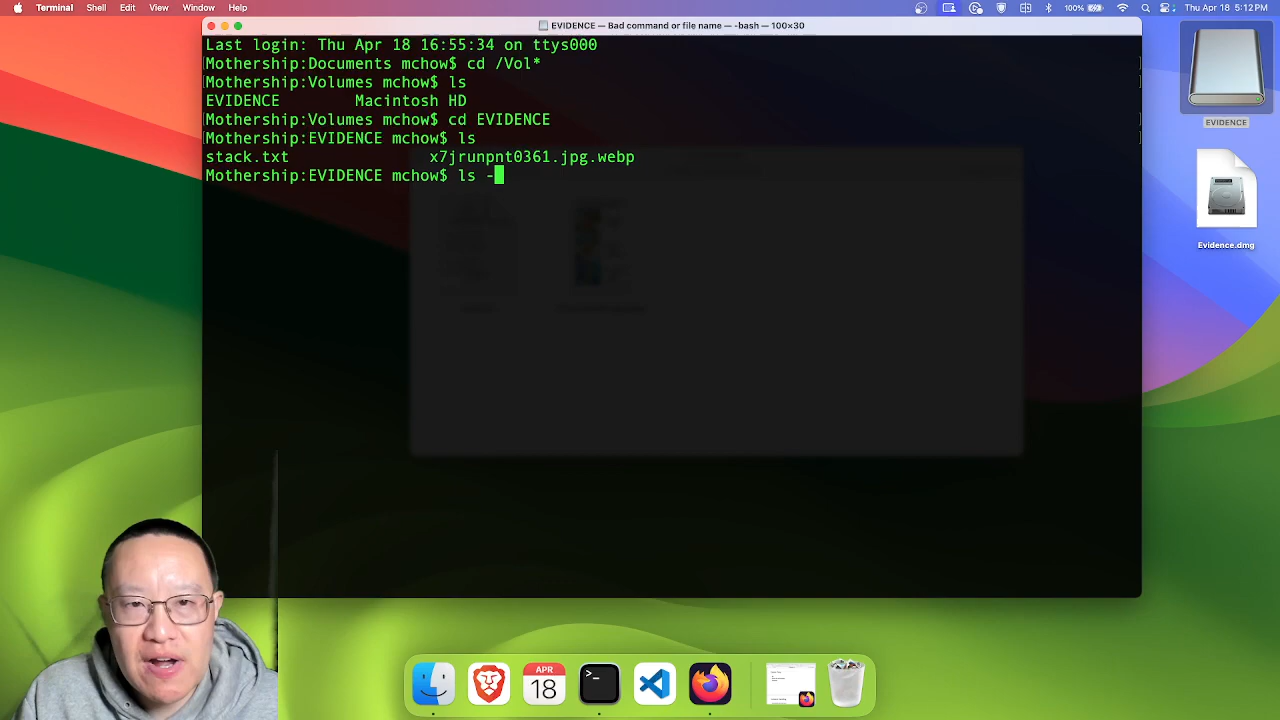 Terminal Shell Edit View Window Help 100% Thu Apr 18 5:12 PM
EVIDENCE — Bad command or file name — -bash — 100×30
Last login: Thu Apr 18 16:55:34 on ttys000
Mothership:Documents mchow$ cd /Vol*
Mothership:Volumes mchow$ ls
EVIDENCE Macintosh HD
Mothership:Volumes mchow$ cd EVIDENCE
Mothership:EVIDENCE mchow$ ls
stack.txt x7jrunpnt0361.jpg.webp
Mothership:EVIDENCE mchow$ ls -
EVIDENCE
Evidence.dmg
APR
18